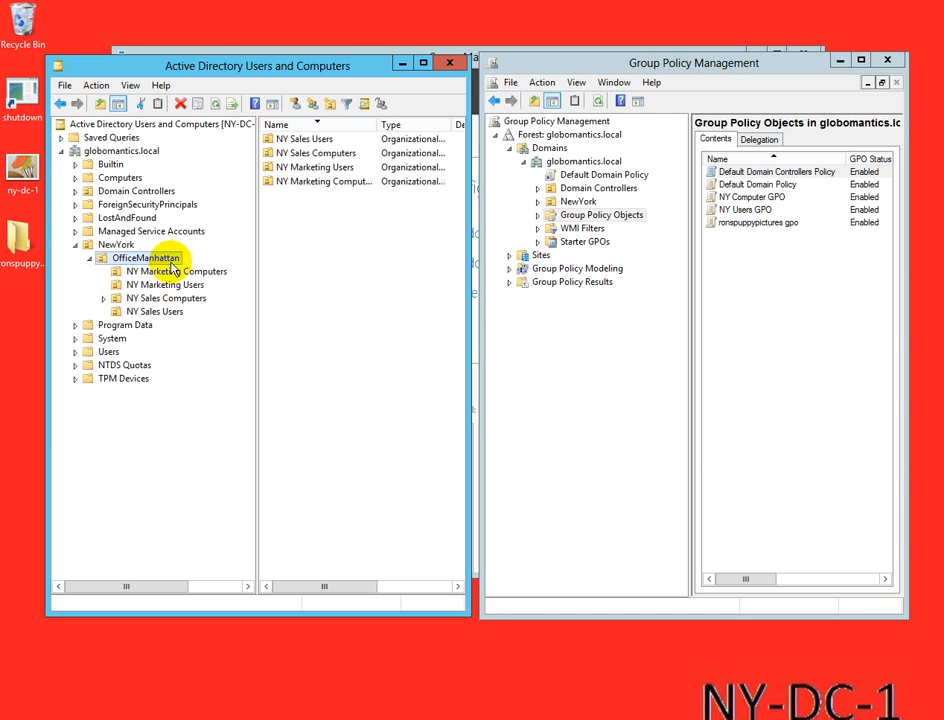 Recycle Bin
shutdown
ny-dc-1
ronspuppy...
Active Directory Users and Computers
File Action View Help
Active Directory Users and Computers [NY-DC-
Saved Queries
globomantics.local
Builtin
Computers
Domain Controllers
ForeignSecurityPrincipals
LostAndFound
Managed Service Accounts
NewYork
OfficeManhattan
NY Marketing Computers
NY Marketing Users
NY Sales Computers
NY Sales Users
Program Data
System
Users
NTDS Quotas
TPM Devices
Name Type De
NY Sales Users Organizational...
NY Sales Computers Organizational...
NY Marketing Users Organizational...
NY Marketing Comput... Organizational...
Group Policy Management
File Action View Window Help
Group Policy Management
Forest: globomantics.local
Domains
globomantics.local
Default Domain Policy
Domain Controllers
NewYork
Group Policy Objects
WMI Filters
Starter GPOs
Sites
Group Policy Modeling
Group Policy Results
Group Policy Objects in globomantics.lc
Contents Delegation
Name GPO Status
Default Domain Controllers Policy Enabled
Default Domain Policy Enabled
NY Computer GPO Enabled
NY Users GPO Enabled
ronspuppypictures gpo Enabled
NY-DC-1